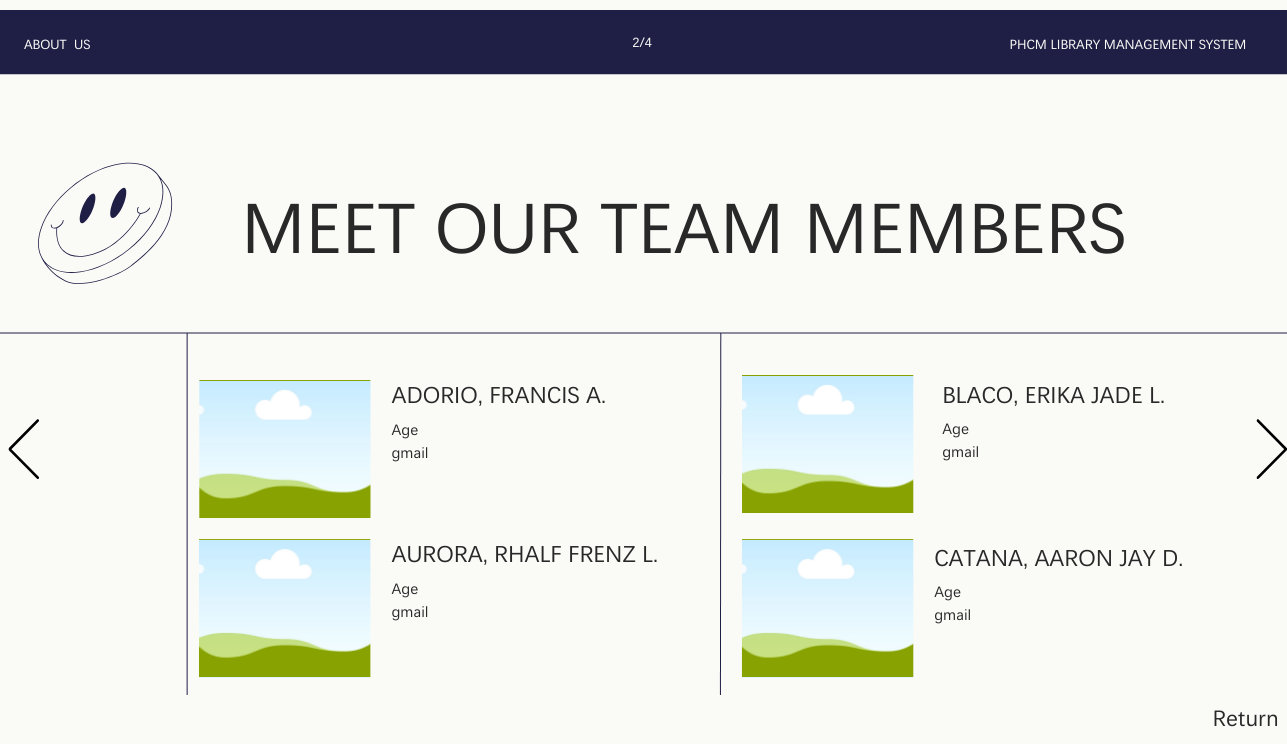 ABOUT US
2/4
PHCM LIBRARY MANAGEMENT SYSTEM
MEET OUR TEAM MEMBERS
ADORIO, FRANCIS A.
Age
gmail
BLACO, ERIKA JADE L.
Age
gmail
AURORA, RHALF FRENZ L.
Age
gmail
CATANA, AARON JAY D.
Age
gmail
Return